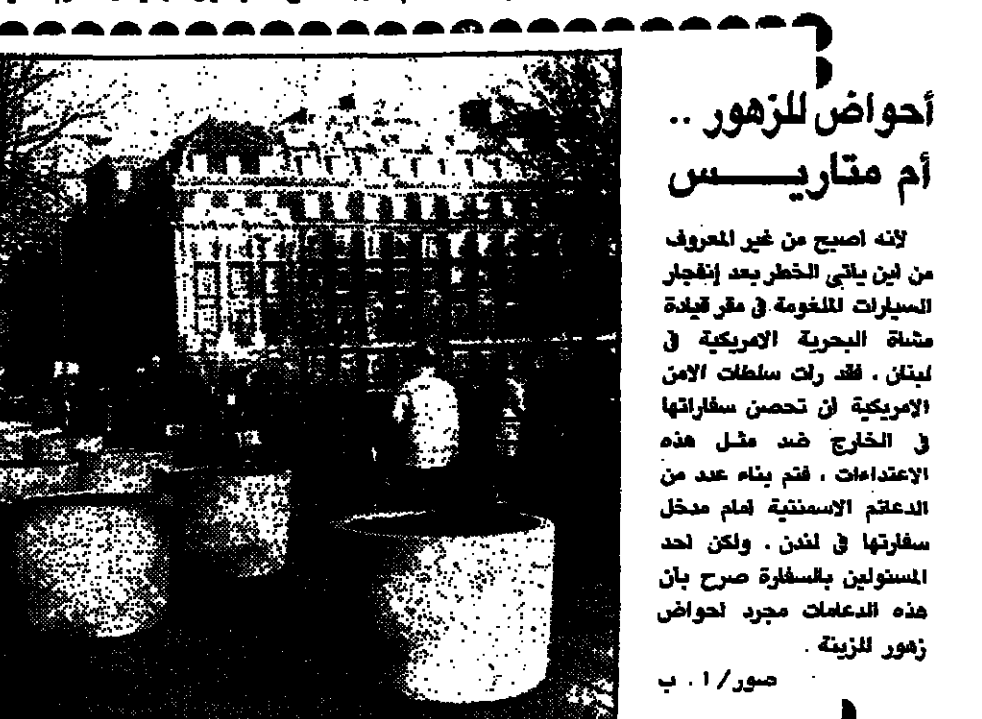 أحواض للزهور ..
أم متاريس
لأنه اصبح من غير المعروف
من اين ياتى الخطر بعد إنفجار
السيارات الملغومة فى مقر قيادة
مشاة البحرية الامريكية فى
لبنان ، فقد رات سلطات الامن
الامريكية ان تحصن سفاراتها
فى الخارج ضد مثل هذه
الاعتداءات ، فتم بناء عدد من
الدعائم الاسمنتية امام مدخل
سفارتها فى لندن . ولكن احد
المسئولين بالسفارة صرح بأن
هذه الدعامات مجرد احواض
زهور للزينة .
صور / ا . ب